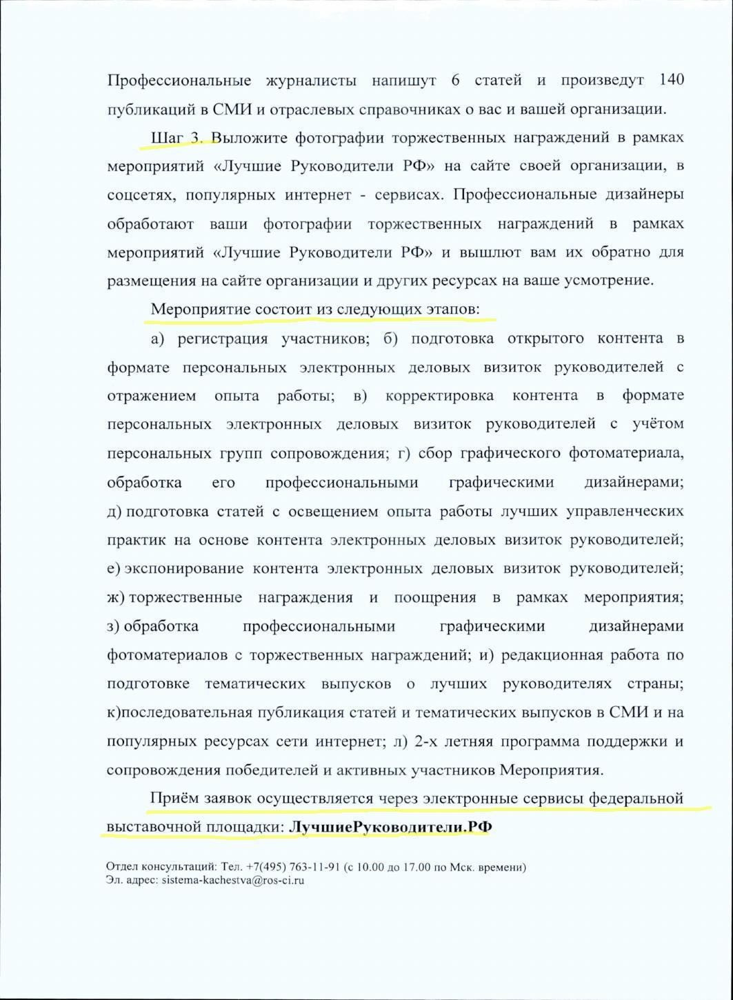 Профессиональные журналисты напишут 6 статей и произведут 140
публикаций в СМИ и отраслевых справочниках о вас и вашей организации.
Шаг 3. Выложите фотографии торжественных награждений в рамках
мероприятий «Лучшие Руководители РФ» на сайте своей организации, в
соцсетях, популярных интернет - сервисах. Профессиональные дизайнеры
обработают ваши фотографии торжественных награждений в рамках
мероприятий «Лучшие Руководители РФ» и вышлют вам их обратно для
размещения на сайте организации и других ресурсах на ваше усмотрение.
Мероприятие состоит из следующих этапов:
а) регистрация участников; б) подготовка открытого контента в
формате персональных электронных деловых визиток руководителей с
отражением опыта работы; в) корректировка контента в формате
персональных электронных деловых визиток руководителей с учётом
персональных групп сопровождения; г) сбор графического фотоматериала,
обработка его профессиональными графическими дизайнерами;
д) подготовка статей с освещением опыта работы лучших управленческих
практик на основе контента электронных деловых визиток руководителей;
е) экспонирование контента электронных деловых визиток руководителей;
ж) торжественные награждения и поощрения в рамках мероприятия;
з) обработка профессиональными графическими дизайнерами
фотоматериалов с торжественных награждений; и) редакционная работа по
подготовке тематических выпусков о лучших руководителях страны;
к)последовательная публикация статей и тематических выпусков в СМИ и на
популярных ресурсах сети интернет; л) 2-х летняя программа поддержки и
сопровождения победителей и активных участников Мероприятия.
Приём заявок осуществляется через электронные сервисы федеральной
выставочной площадки: ЛучшиеРуководители.РФ
Отдел консультаций: Тел. +7(495) 763-11-91 (с 10.00 до 17.00 по Мск. времени)
Эл. адрес: sistema-kachestva@ros-ci.ru